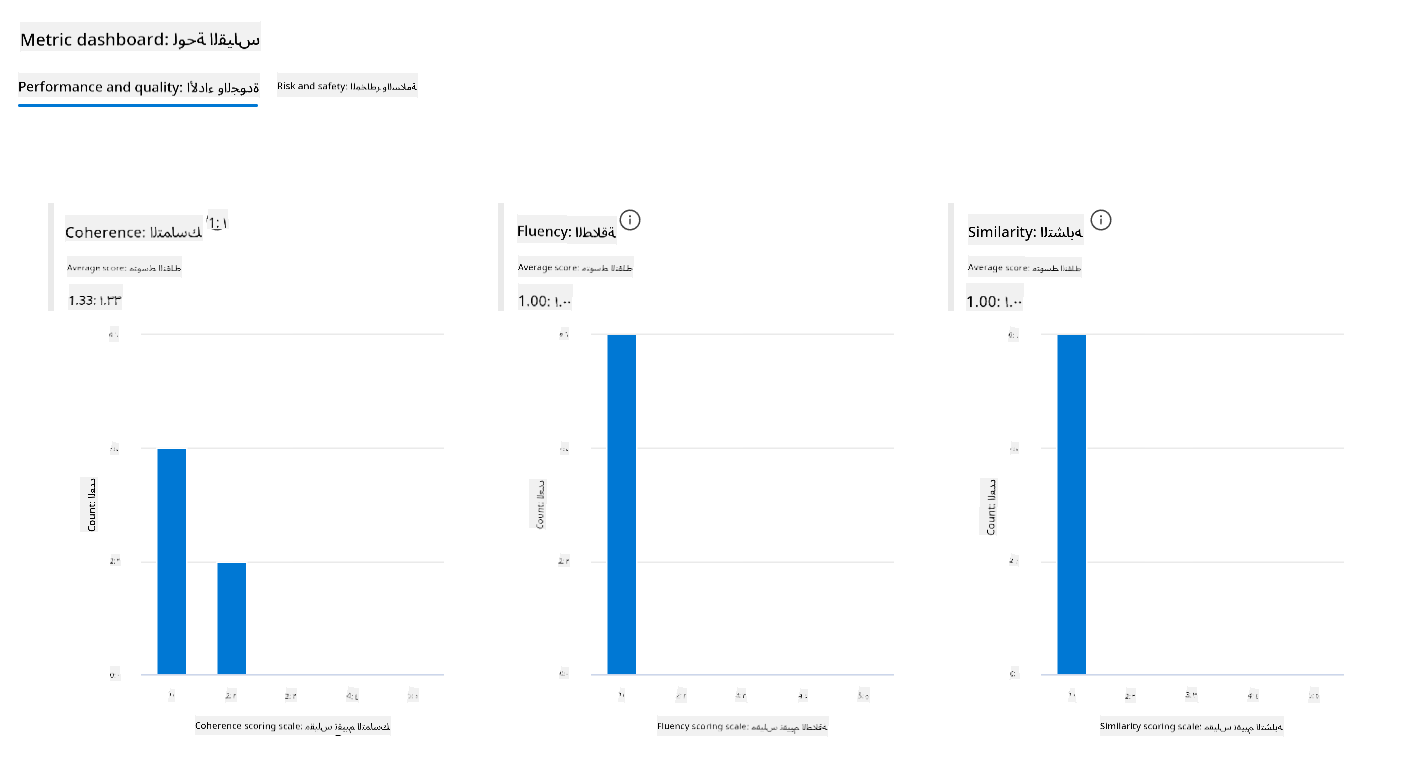 Metric dashboard: لوحة القياس
Performance and quality: الأداء والجودة
Risk and safety: المخاطر والسلامة
Coherence: التماسك
Average score: متوسط النقاط
1.33: ١.٣٣
Count: العدد
Coherence scoring scale: مقياس تقييم التماسك
Fluency: الطلاقة
Average score: متوسط النقاط
1.00: ١.٠٠
Count: العدد
Fluency scoring scale: مقياس تقييم الطلاقة
Similarity: التشابه
Average score: متوسط النقاط
1.00: ١.٠٠
Count: العدد
Similarity scoring scale: مقياس تقييم التشابه